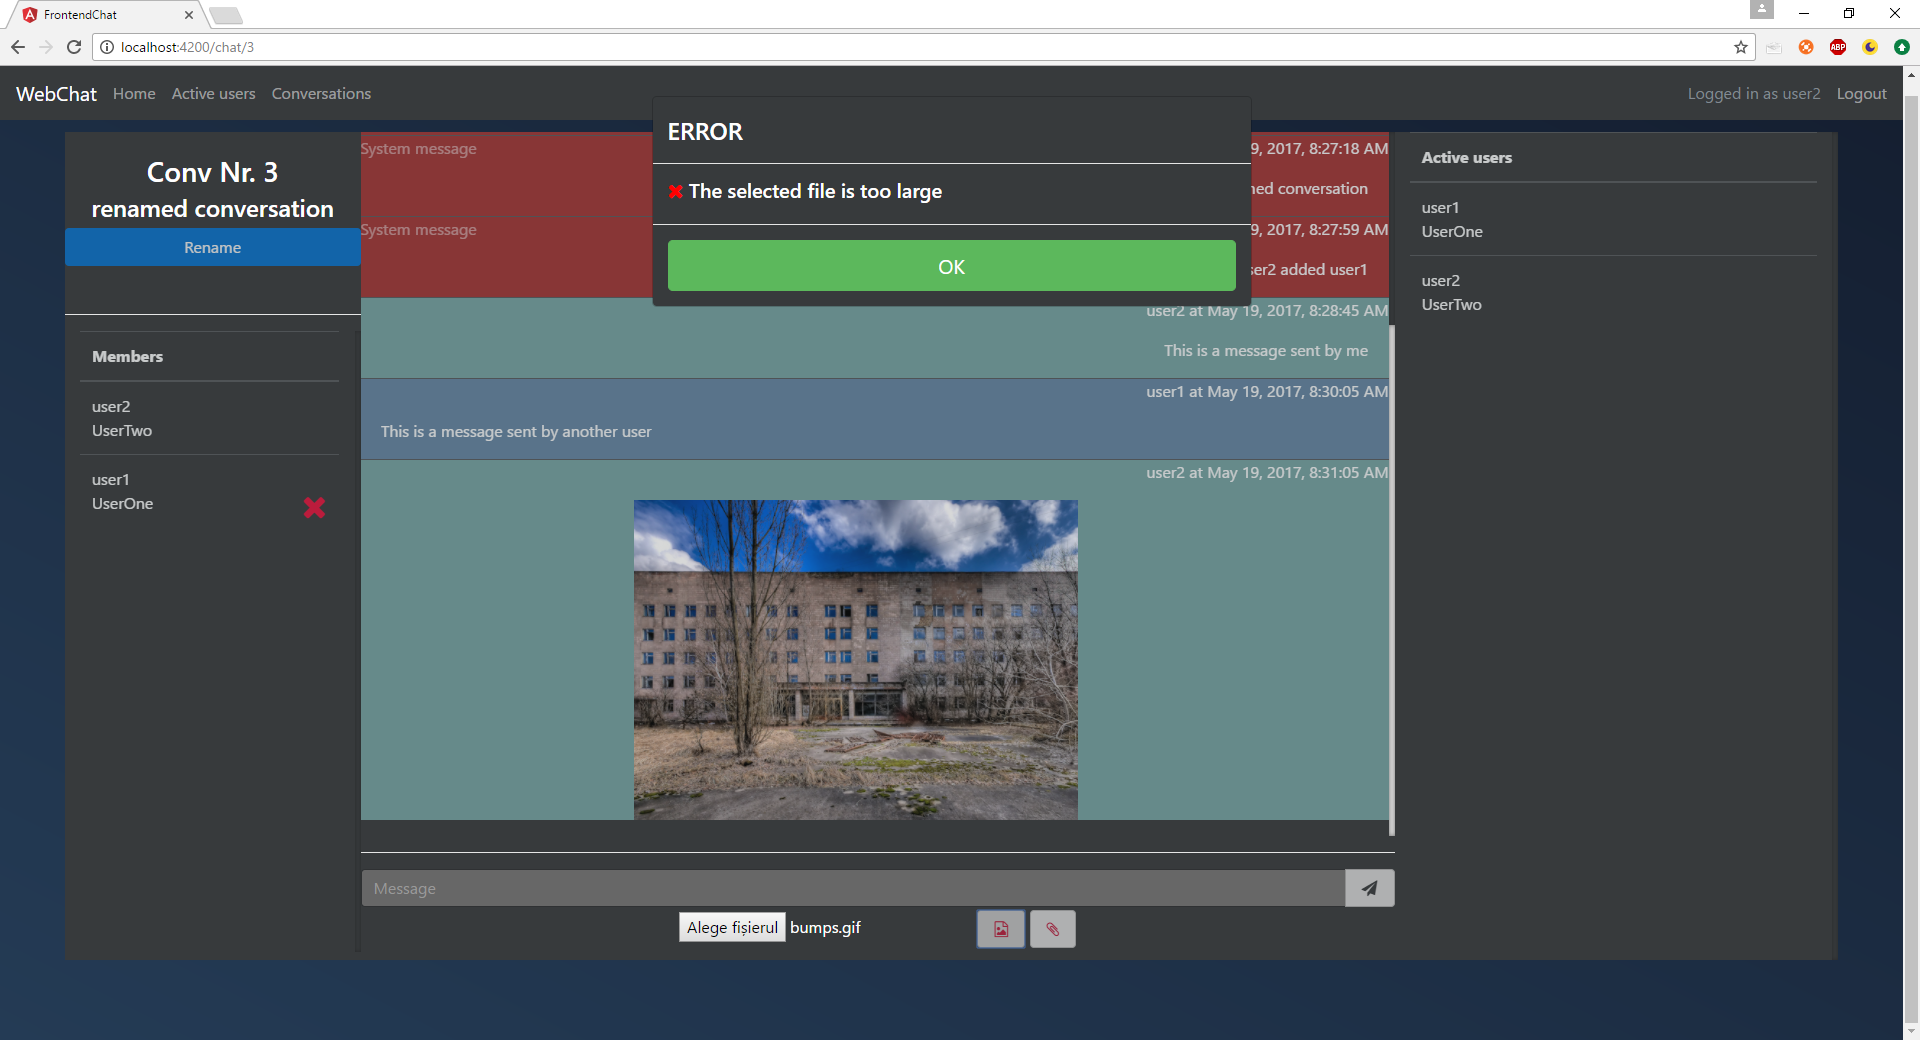 FrontendChat
localhost:4200/chat/3
ABP
WebChat Home Active users Conversations
Logged in as user2 Logout
Conv Nr. 3
renamed conversation
Rename
Members
user2
UserTwo
user1
UserOne
ERROR
The selected file is too large
OK
System message
9, 2017, 8:27:18 AM
ed conversation
System message
9, 2017, 8:27:59 AM
ser2 added user1
user2 at May 19, 2017, 8:28:45 AM
This is a message sent by me
user1 at May 19, 2017, 8:30:05 AM
This is a message sent by another user
user2 at May 19, 2017, 8:31:05 AM
Message
Alege fișierul bumps.gif
Active users
user1
UserOne
user2
UserTwo